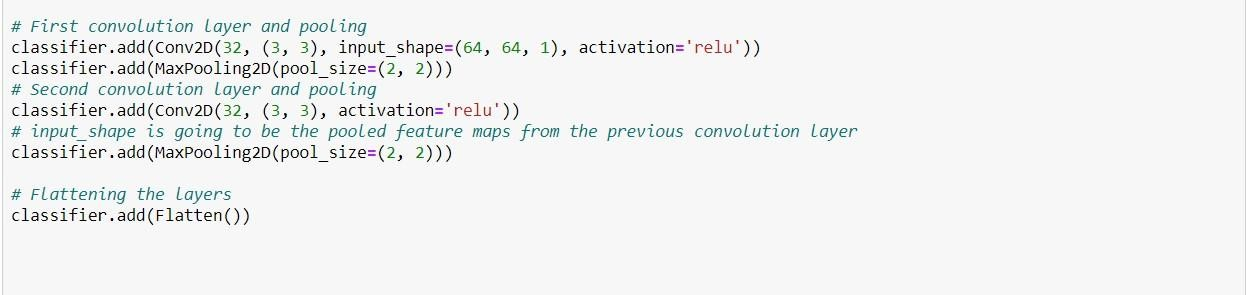 # First convolution layer and pooling
classifier.add(Conv2D(32, (3, 3), input_shape=(64, 64, 1), activation='relu'))
classifier.add(MaxPooling2D(pool_size=(2, 2)))
# Second convolution layer and pooling
classifier.add(Conv2D(32, (3, 3), activation='relu'))
# input_shape is going to be the pooled feature maps from the previous convolution layer
classifier.add(MaxPooling2D(pool_size=(2, 2)))
# Flattening the layers
classifier.add(Flatten())